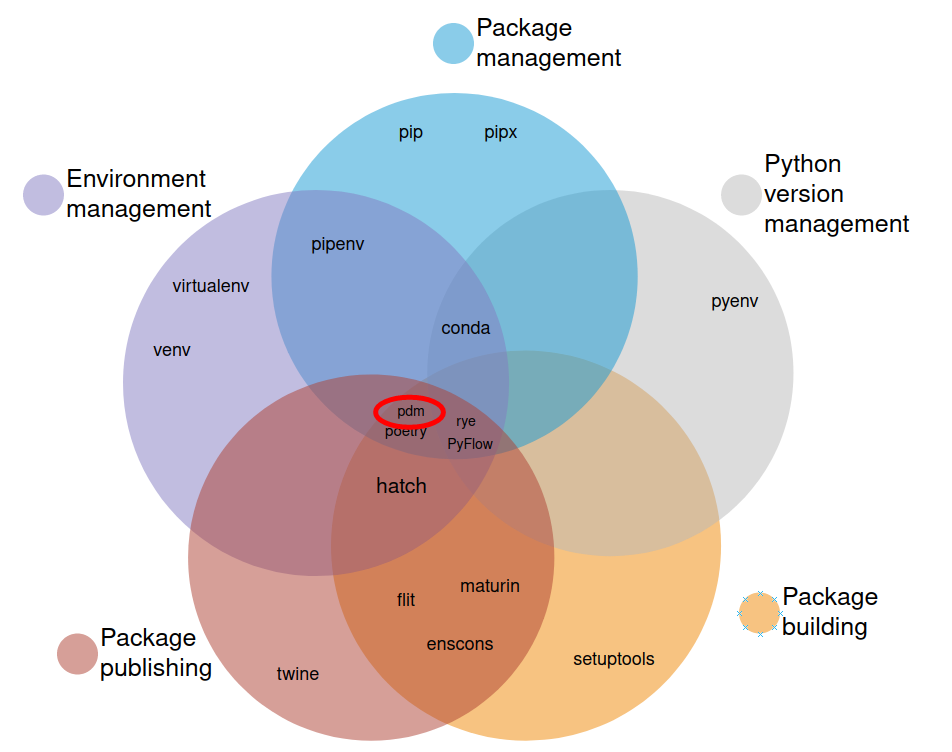 Package
management
pip
pipx
Environment
management
Python
version
management
pipenv
virtualenv
pyenv
conda
venv
pdm
rye
poetry
PyFlow
hatch
maturin
flit
Package
building
enscons
Package
publishing
setuptools
twine